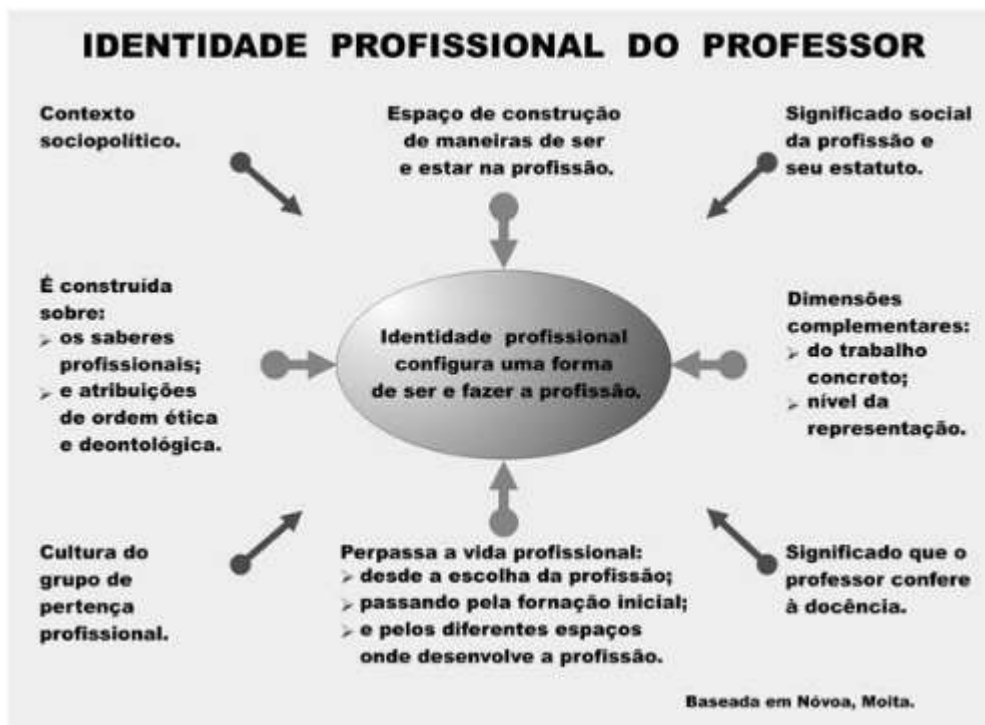 IDENTIDADE PROFISSIONAL DO PROFESSOR
Contexto
sociopolítico.
Espaço de construção
de maneiras de ser
e estar na profissão.
Significado social
da profissão e
seu estatuto.
É construída
sobre:
➢ os saberes
profissionais;
➢ e atribuições
de ordem ética
e deontológica.
Identidade profissional
configura uma forma
de ser e fazer a profissão.
Dimensões
complementares:
➢ do trabalho
concreto;
➢ nível da
representação.
Cultura do
grupo de
pertença
profissional.
Perpassa a vida profissional:
➢ desde a escolha da profissão;
➢ passando pela fornação inicial;
➢ e pelos diferentes espaços
onde desenvolve a profissão.
Significado que o
professor confere
à docência.
Baseada em Nóvoa, Moita.